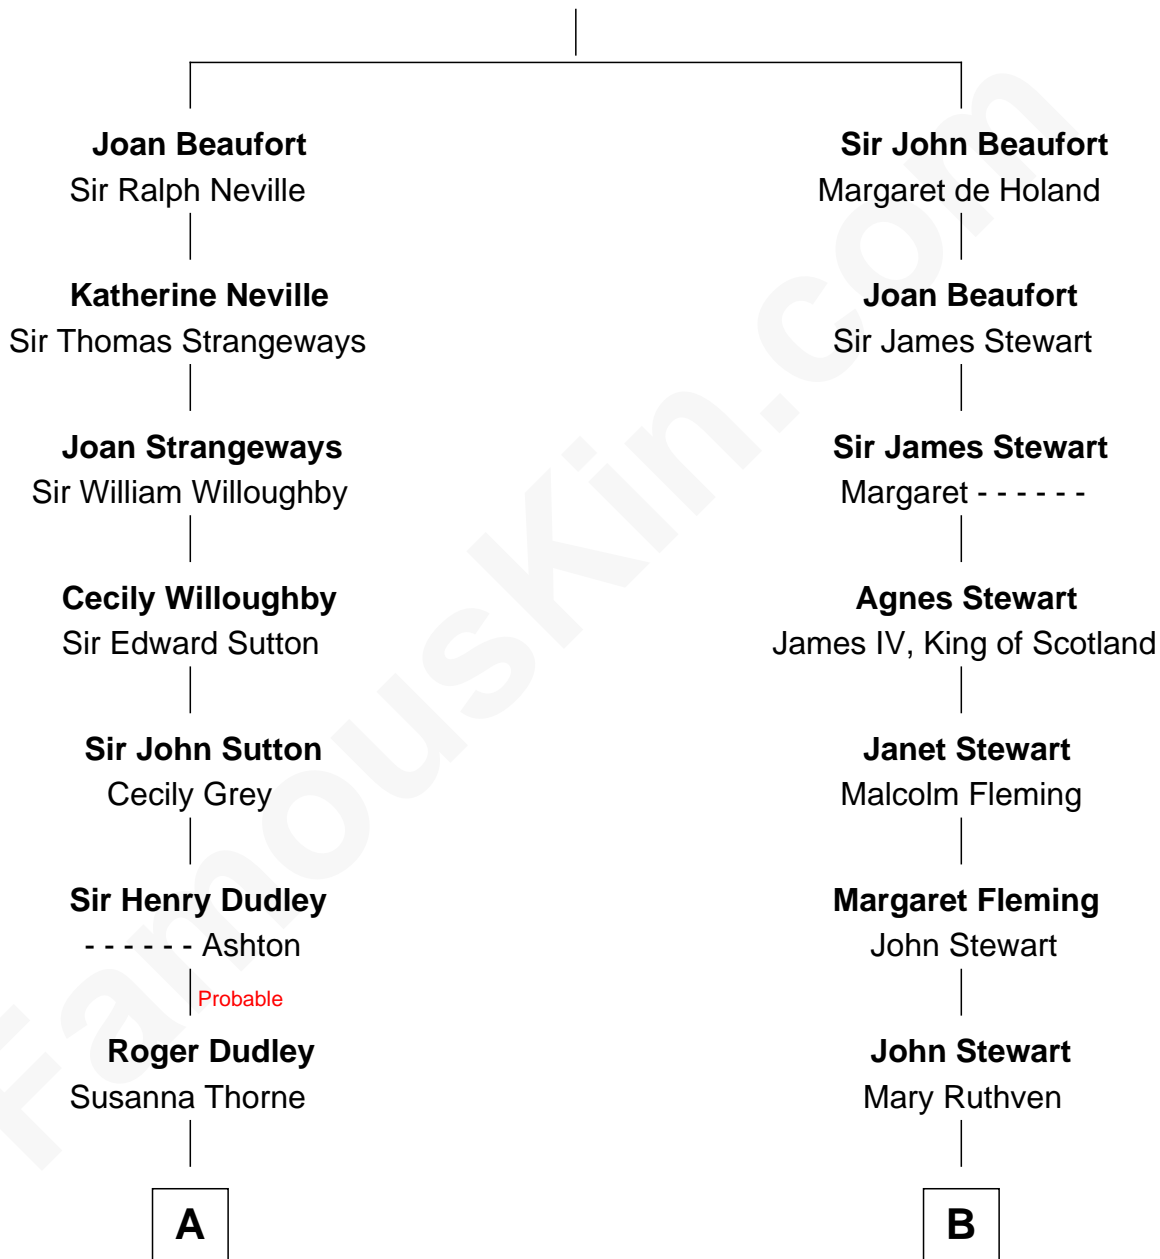 Joan Beaufort
Sir Ralph Neville
Katherine Neville
Sir Thomas Strangeways
Joan Strangeways
Sir William Willoughby
Cecily Willoughby
Sir Edward Sutton
Sir John Sutton
Cecily Grey
Sir Henry Dudley
- - - - - - Ashton
Probable
Roger Dudley
Susanna Thorne
A
Sir John Beaufort
Margaret de Holand
Joan Beaufort
Sir James Stewart
Sir James Stewart
Margaret - - - - - -
Agnes Stewart
James IV, King of Scotland
Janet Stewart
Malcolm Fleming
Margaret Fleming
John Stewart
John Stewart
Mary Ruthven
B
FamousKin.com